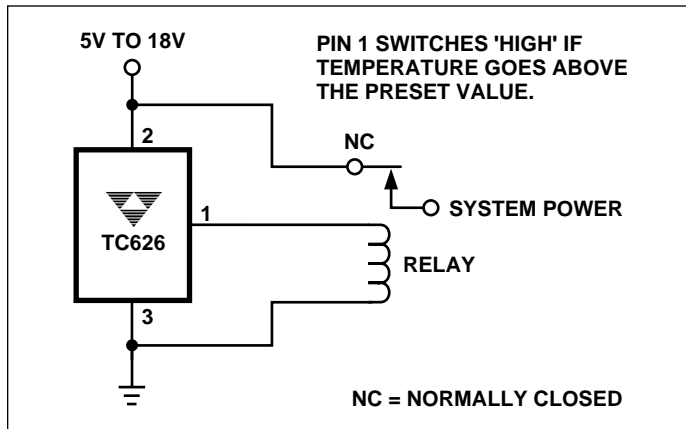 5V TO 18V
PIN 1 SWITCHES 'HIGH' IF
TEMPERATURE GOES ABOVE
THE PRESET VALUE.
2
NC
1
SYSTEM POWER
TC626
RELAY
3
NC = NORMALLY CLOSED